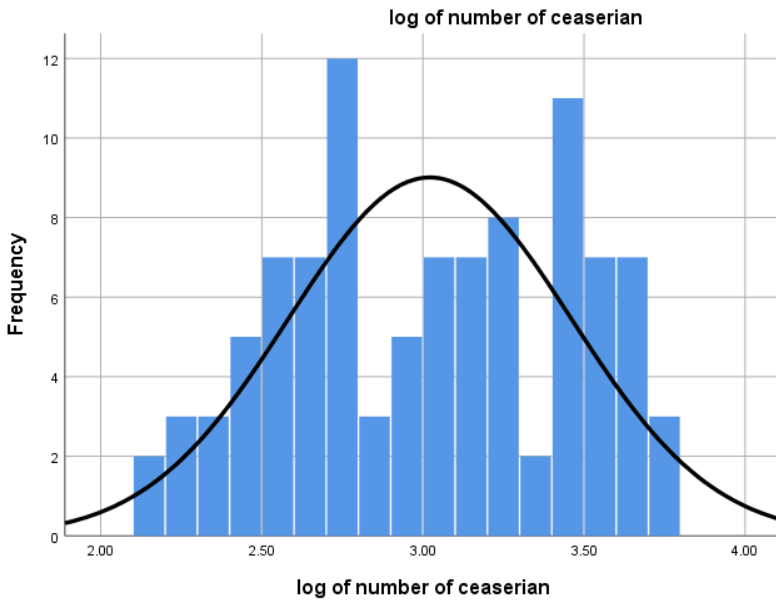 log of number of ceaserian
12
10
8
6
4
2
0
Frequency
2.00 2.50 3.00 3.50 4.00
log of number of ceaserian